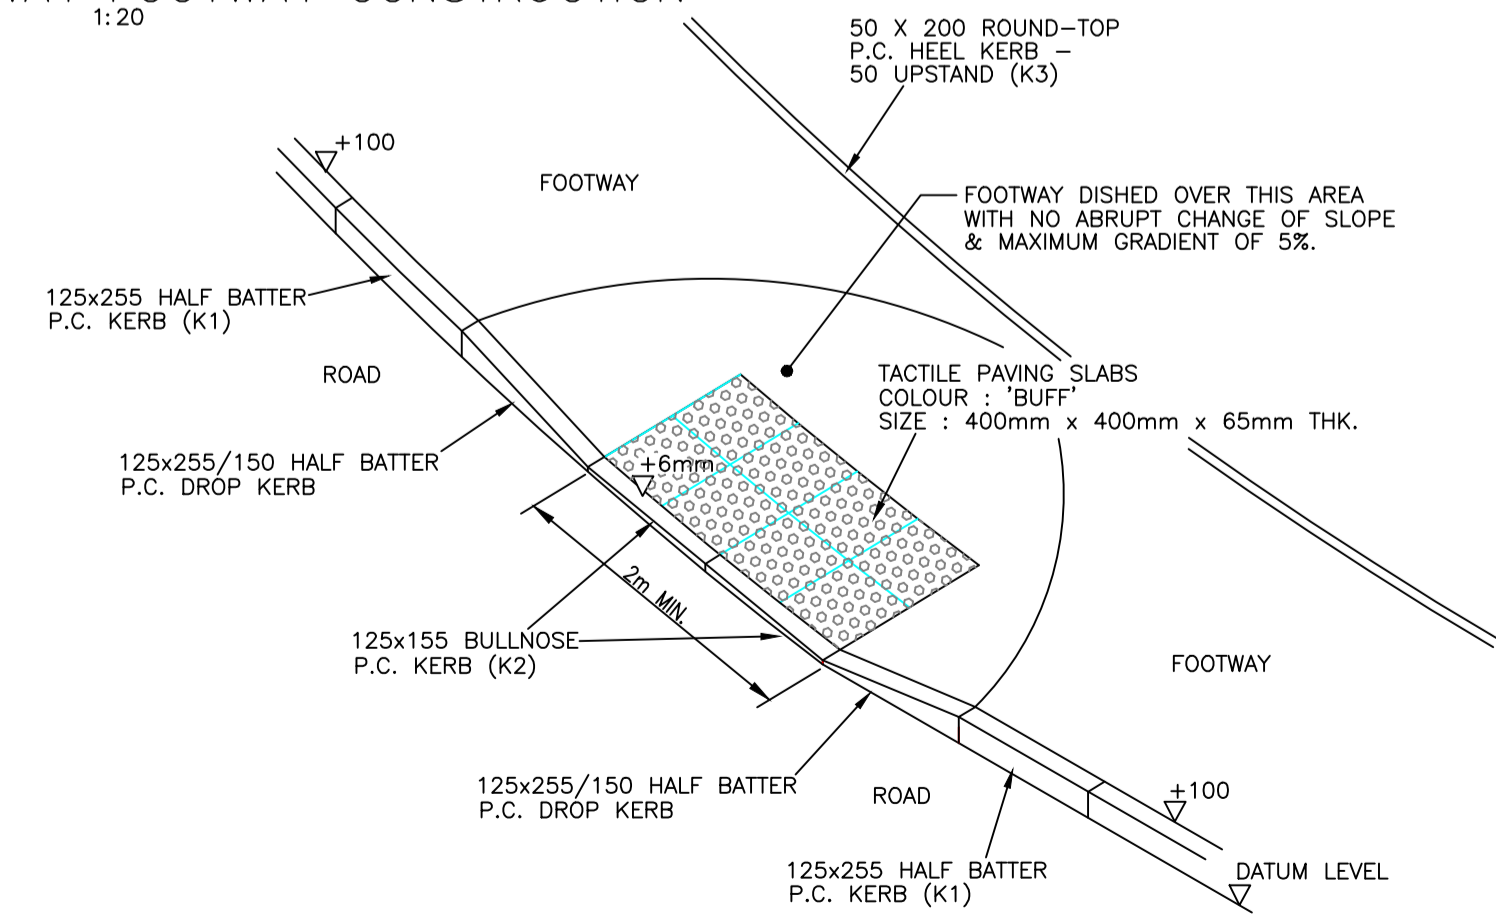 1:20
50 X 200 ROUND-TOP
P.C. HEEL KERB -
50 UPSTAND (K3)
+100
FOOTWAY
FOOTWAY DISHED OVER THIS AREA
WITH NO ABRUPT CHANGE OF SLOPE
& MAXIMUM GRADIENT OF 5%.
125x255 HALF BATTER
P.C. KERB (K1)
ROAD
TACTILE PAVING SLABS
COLOUR : 'BUFF'
SIZE : 400mm x 400mm x 65mm THK.
125x255/150 HALF BATTER
P.C. DROP KERB
+6mm
2m MIN.
125x155 BULLNOSE
P.C. KERB (K2)
FOOTWAY
125x255/150 HALF BATTER
P.C. DROP KERB
ROAD
+100
125x255 HALF BATTER
P.C. KERB (K1)
DATUM LEVEL